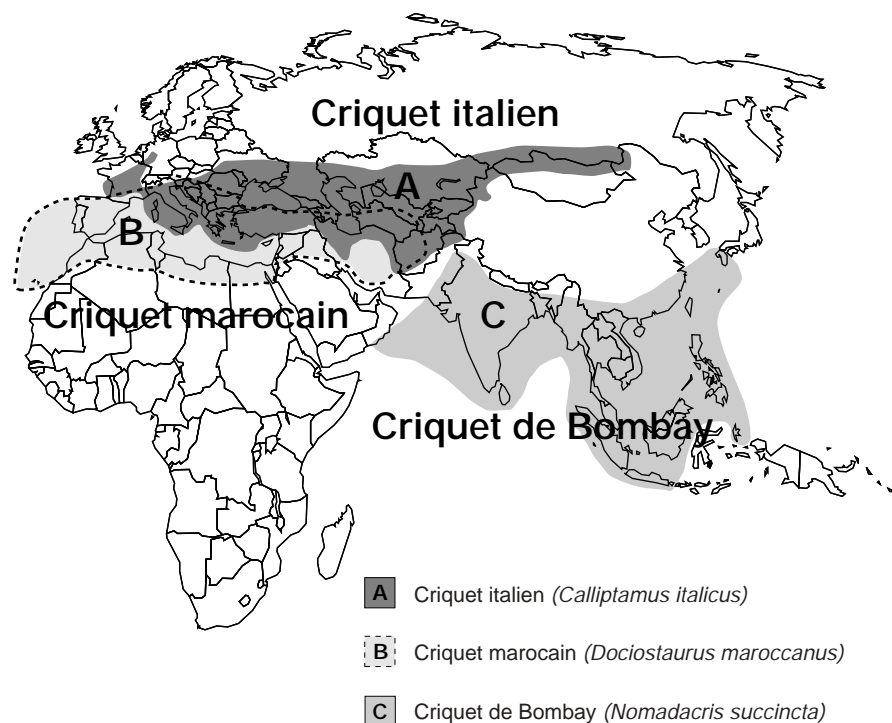 Criquet italien
A
B
Criquet marocain
C
Criquet de Bombay
A Criquet italien (Calliptamus italicus)
B Criquet marocain (Dociostaurus maroccanus)
C Criquet de Bombay (Nomadacris succincta)